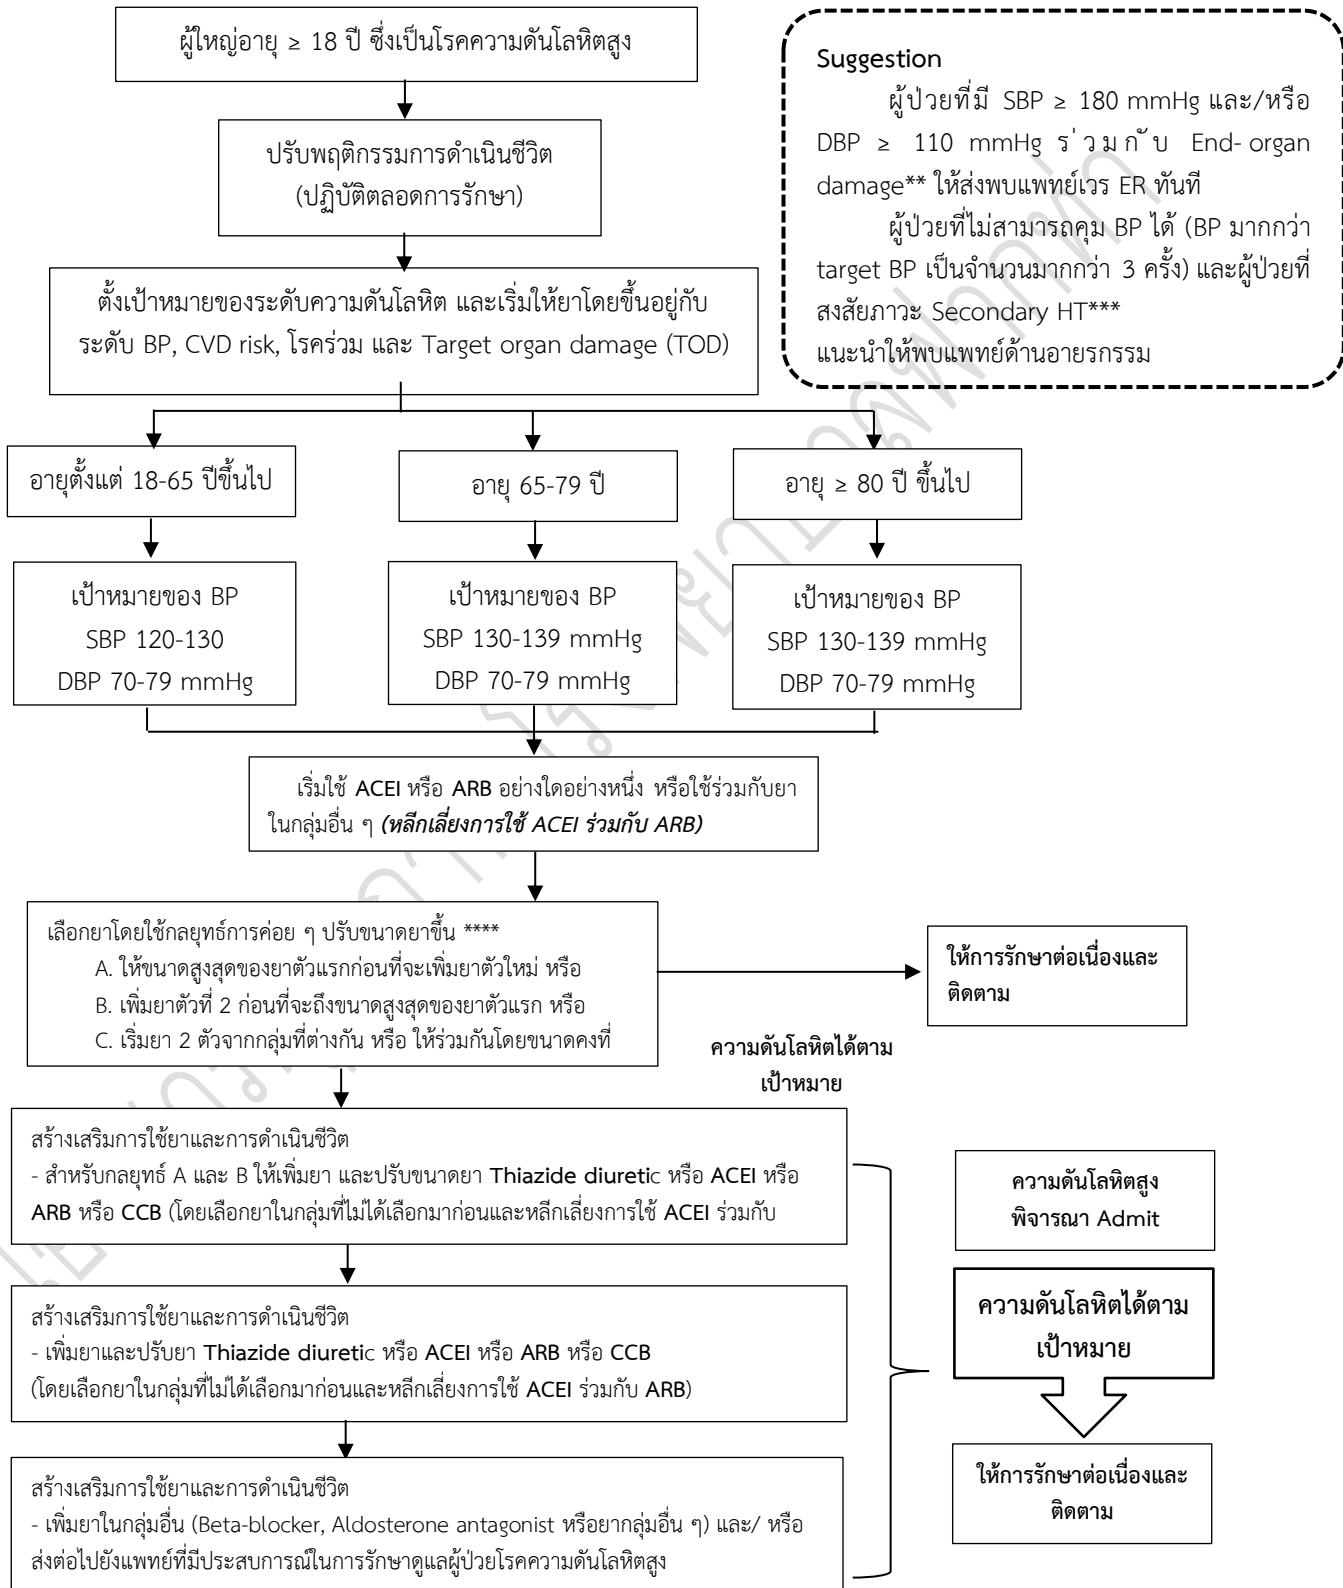 ผู้ใหญ่อายุ ≥ 18 ปี ซึ่งเป็นโรคความดันโลหิตสูง
Suggestion
ผู้ป่วยที่มี SBP ≥ 180 mmHg และ/หรือ
DBP ≥ 110 mmHg ร่วมกับ End-organ
damage** ให้ส่งพบแพทย์เวร ER ทันที
ผู้ป่วยที่ไม่สามารถคุม BP ได้ (BP มากกว่า
target BP เป็นจำนวนมากกว่า 3 ครั้ง) และผู้ป่วยที่
สงสัยภาวะ Secondary HT***
แนะนำให้พบแพทย์ด้านอายรกรรม
ปรับพฤติกรรมการดำเนินชีวิต
(ปฏิบัติตลอดการรักษา)
ตั้งเป้าหมายของระดับความดันโลหิต และเริ่มให้ยาโดยขึ้นอยู่กับ
ระดับ BP, CVD risk, โรคร่วม และ Target organ damage (TOD)
อายุตั้งแต่ 18-65 ปีขึ้นไป
อายุ 65-79 ปี
อายุ ≥ 80 ปี ขึ้นไป
เป้าหมายของ BP
SBP 120-130
DBP 70-79 mmHg
เป้าหมายของ BP
SBP 130-139 mmHg
DBP 70-79 mmHg
เป้าหมายของ BP
SBP 130-139 mmHg
DBP 70-79 mmHg
เริ่มใช้ ACEI หรือ ARB อย่างใดอย่างหนึ่ง หรือใช้ร่วมกับยา
ในกลุ่มอื่น ๆ (หลีกเลี่ยงการใช้ ACEI ร่วมกับ ARB)
เลือกยาโดยใช้กลยุทธ์การค่อย ๆ ปรับขนาดยาขึ้น ****
A. ให้ขนาดสูงสุดของยาตัวแรกก่อนที่จะเพิ่มยาตัวใหม่ หรือ
B. เพิ่มยาตัวที่ 2 ก่อนที่จะถึงขนาดสูงสุดของยาตัวแรก หรือ
C. เริ่มยา 2 ตัวจากกลุ่มที่ต่างกัน หรือ ให้ร่วมกันโดยขนาดคงที่
ให้การรักษาต่อเนื่องและ
ติดตาม
ความดันโลหิตได้ตาม
เป้าหมาย
สร้างเสริมการใช้ยาและการดำเนินชีวิต
- สำหรับกลยุทธ์ A และ B ให้เพิ่มยา และปรับขนาดยา Thiazide diuretic หรือ ACEI หรือ
ARB หรือ CCB (โดยเลือกยาในกลุ่มที่ไม่ได้เลือกมาก่อนและหลีกเลี่ยงการใช้ ACEI ร่วมกับ
ความดันโลหิตสูง
พิจารณา Admit
สร้างเสริมการใช้ยาและการดำเนินชีวิต
- เพิ่มยาและปรับยา Thiazide diuretic หรือ ACEI หรือ ARB หรือ CCB
(โดยเลือกยาในกลุ่มที่ไม่ได้เลือกมาก่อนและหลีกเลี่ยงการใช้ ACEI ร่วมกับ ARB)
ความดันโลหิตได้ตาม
เป้าหมาย
สร้างเสริมการใช้ยาและการดำเนินชีวิต
- เพิ่มยาในกลุ่มอื่น (Beta-blocker, Aldosterone antagonist หรือยากลุ่มอื่น ๆ) และ/ หรือ
ส่งต่อไปยังแพทย์ที่มีประสบการณ์ในการรักษาดูแลผู้ป่วยโรคความดันโลหิตสูง
ให้การรักษาต่อเนื่องและ
ติดตาม